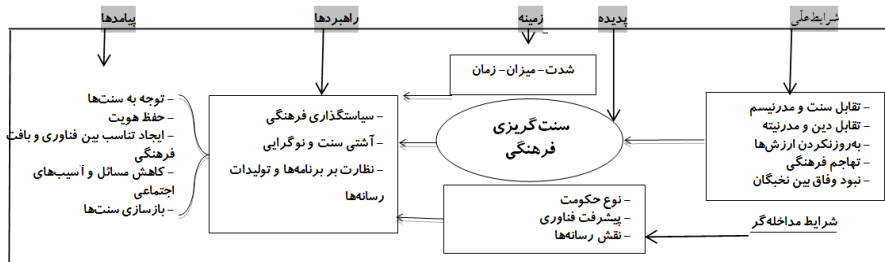 شرایط‌علّی
پدیده
زمینه
راهبردها
پیامدها
شدت- میزان- زمان
- تقابل سنت و مدرنیسم
- تقابل دین و مدرنیته
- به‌روزنکردن ارزش‌ها
- تهاجم فرهنگی
- نبود وفاق بین نخبگان
سنت‌گریزی
فرهنگی
- سیاستگذاری فرهنگی
- آشتی سنت و نوگرایی
- نظارت بر برنامه‌ها و تولیدات
رسانه‌ها
- توجه به سنت‌ها
- حفظ هویت
- ایجاد تناسب بین فناوری و بافت
فرهنگی
- کاهش مسائل و آسیب‌های
اجتماعی
- بازسازی سنت‌ها
شرایط مداخله‌گر
- نوع حکومت
- پیشرفت فناوری
- نقش رسانه‌ها